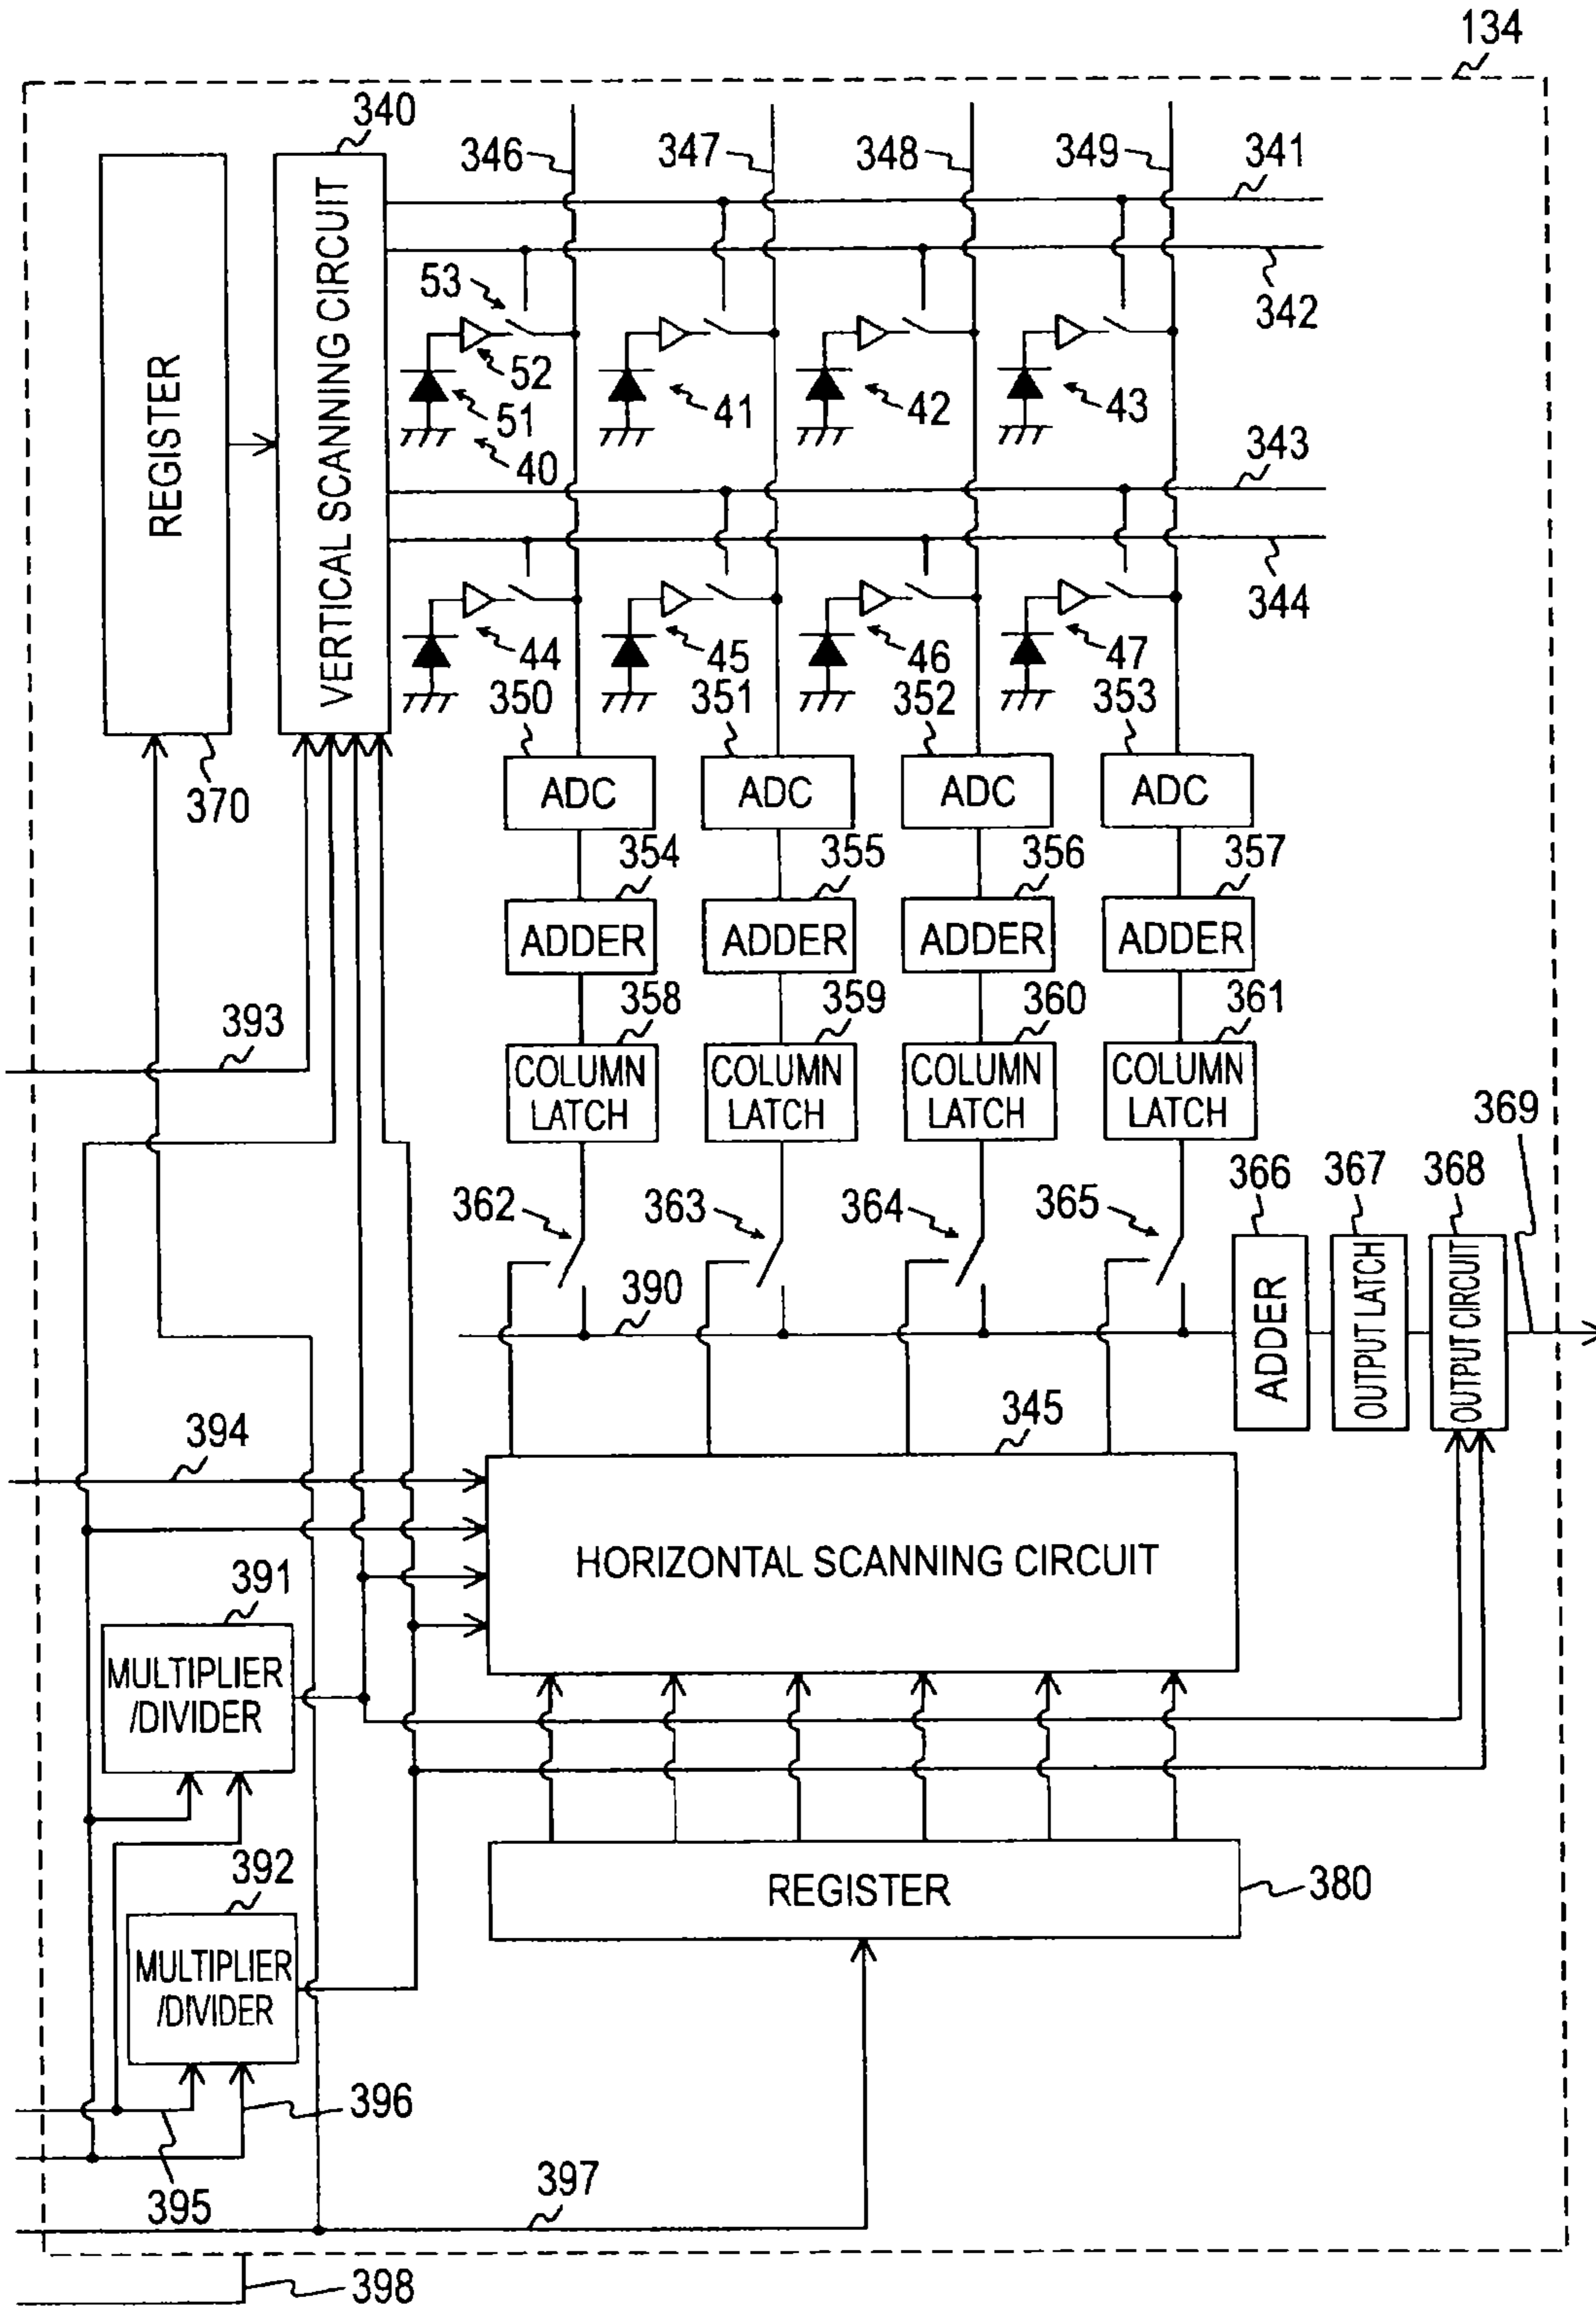 134
340
346
347
348
349
341
REGISTER
VERTICAL SCANNING CIRCUIT
53
342
52
51
41
42
43
40
343
344
44
45
46
47
350
351
352
353
370
ADC
ADC
ADC
ADC
354
355
356
357
ADDER
ADDER
ADDER
ADDER
393
358
359
360
361
COLUMN
LATCH
COLUMN
LATCH
COLUMN
LATCH
COLUMN
LATCH
369
366
367
368
362
363
364
365
390
ADDER
OUTPUT LATCH
OUTPUT CIRCUIT
394
345
HORIZONTAL SCANNING CIRCUIT
391
MULTIPLIER
/DIVIDER
392
REGISTER
380
MULTIPLIER
/DIVIDER
396
395
397
398